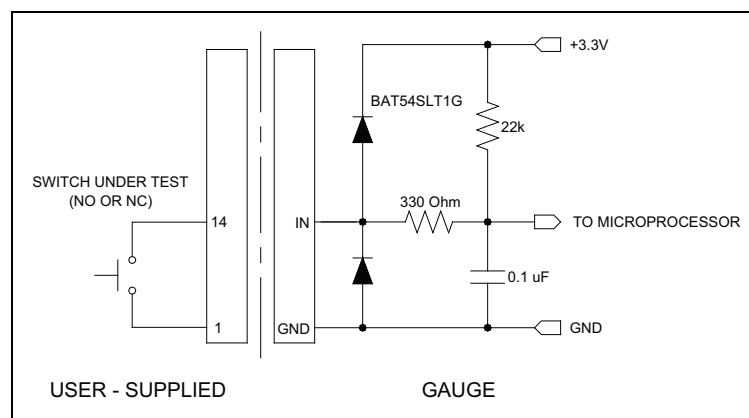 +3.3V
BAT54SLT1G
22k
SWITCH UNDER TEST
(NO OR NC)
330 Ohm
14
IN
TO MICROPROCESSOR
0.1 uF
1
GND
GND
USER - SUPPLIED
GAUGE